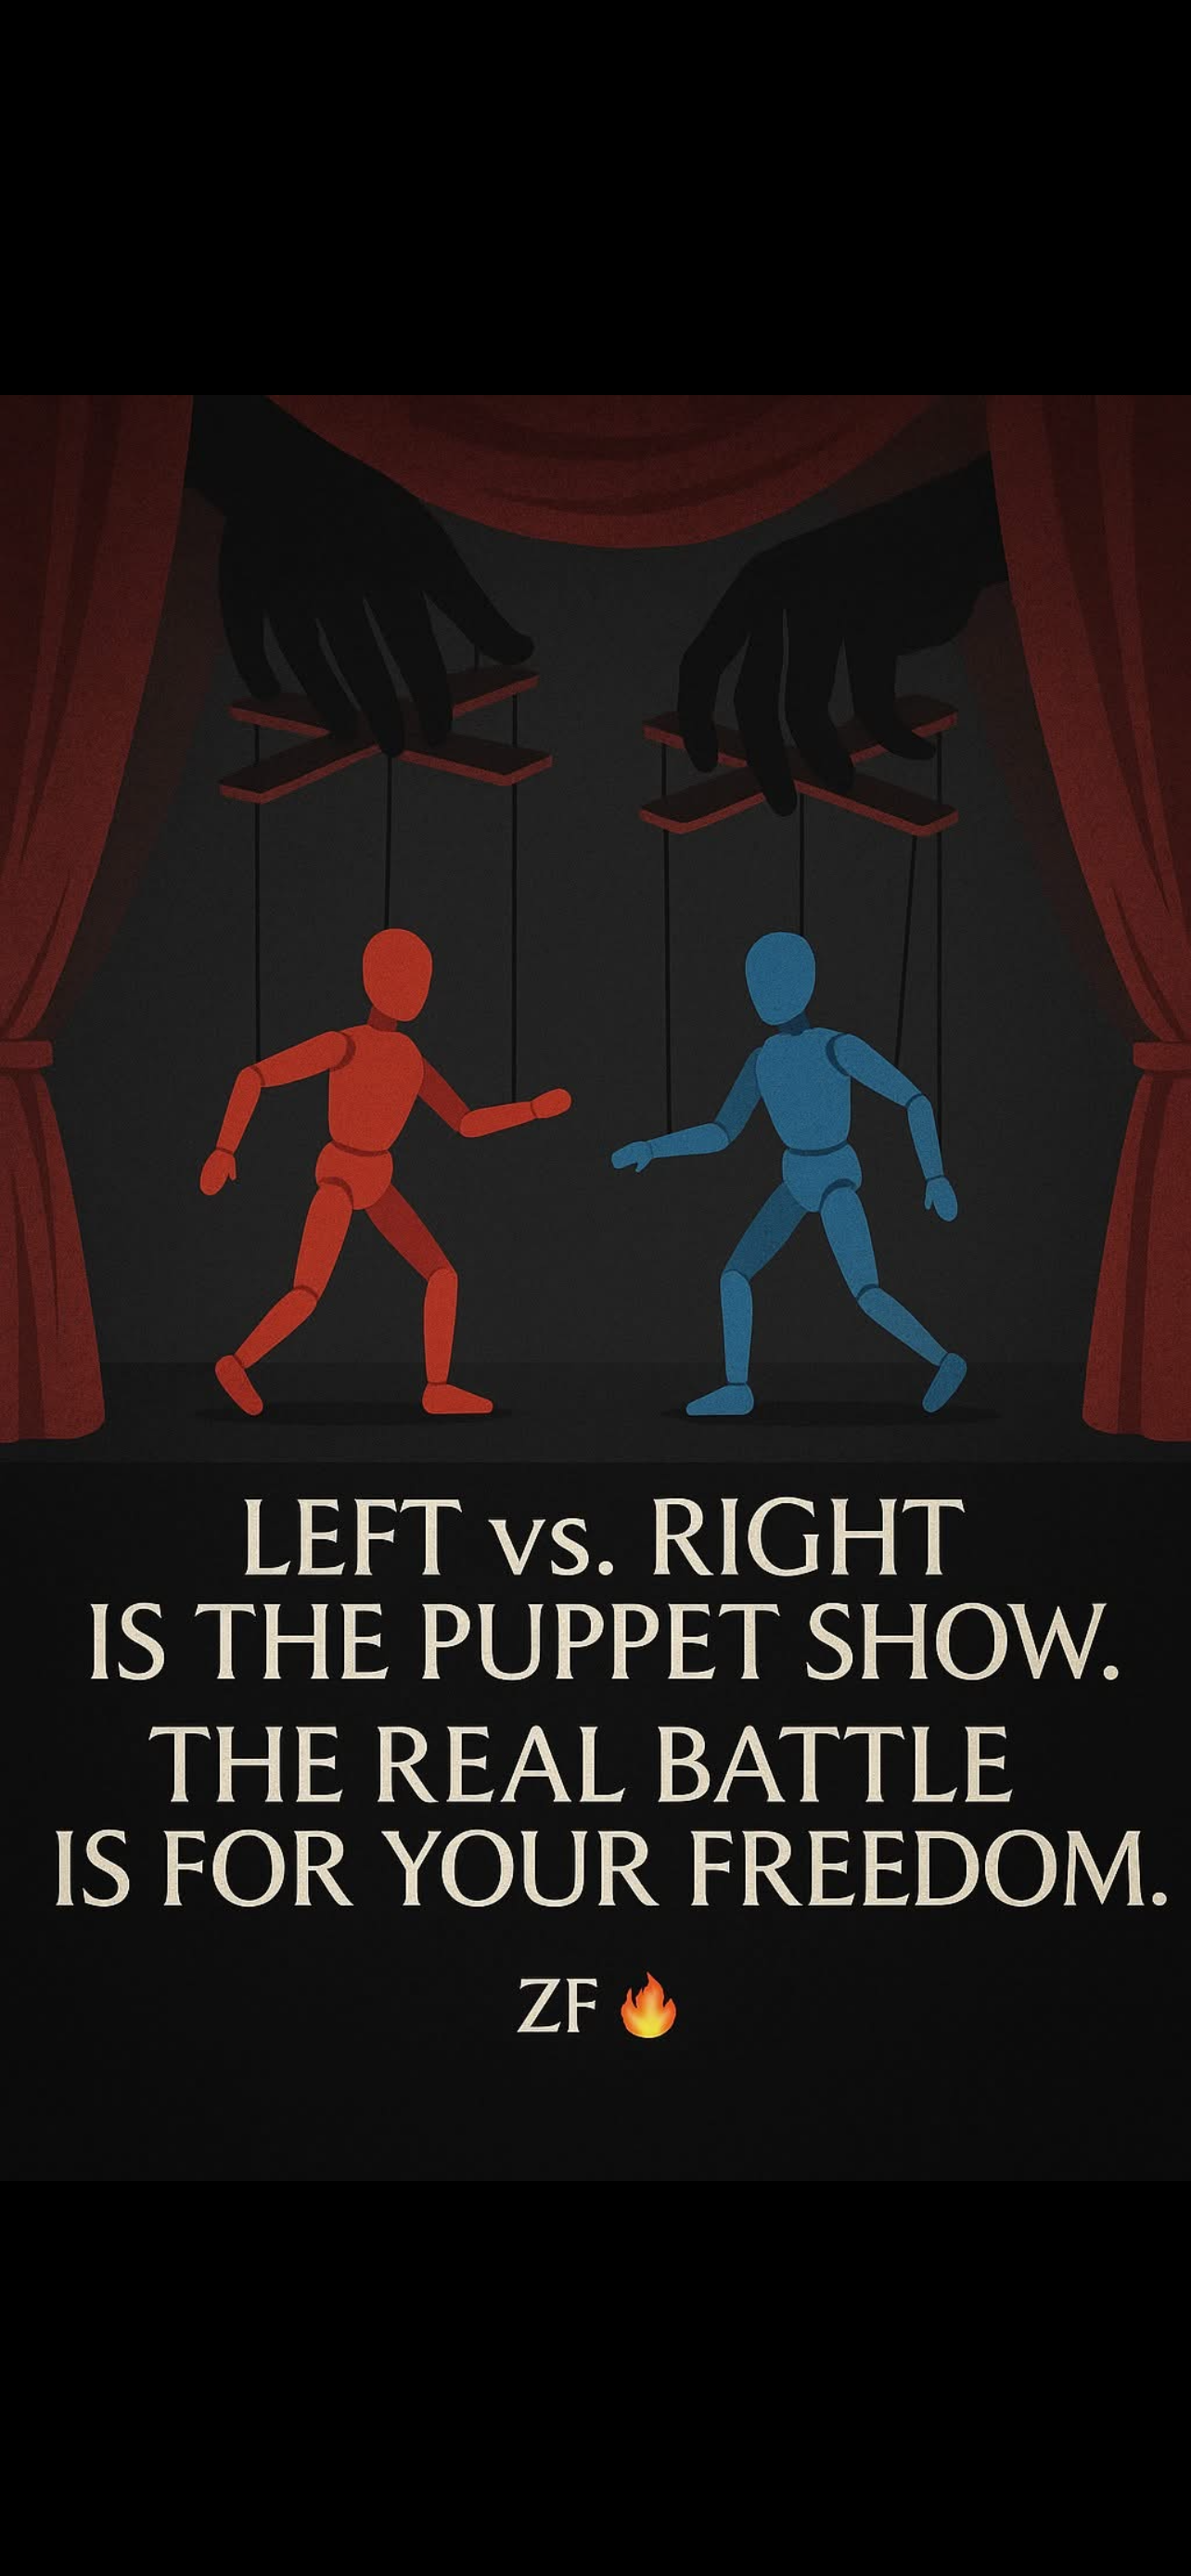 LEFT vs. RIGHT
IS THE PUPPET SHOW.
THE REAL BATTLE
IS FOR YOUR FREEDOM.
ZF 🔥